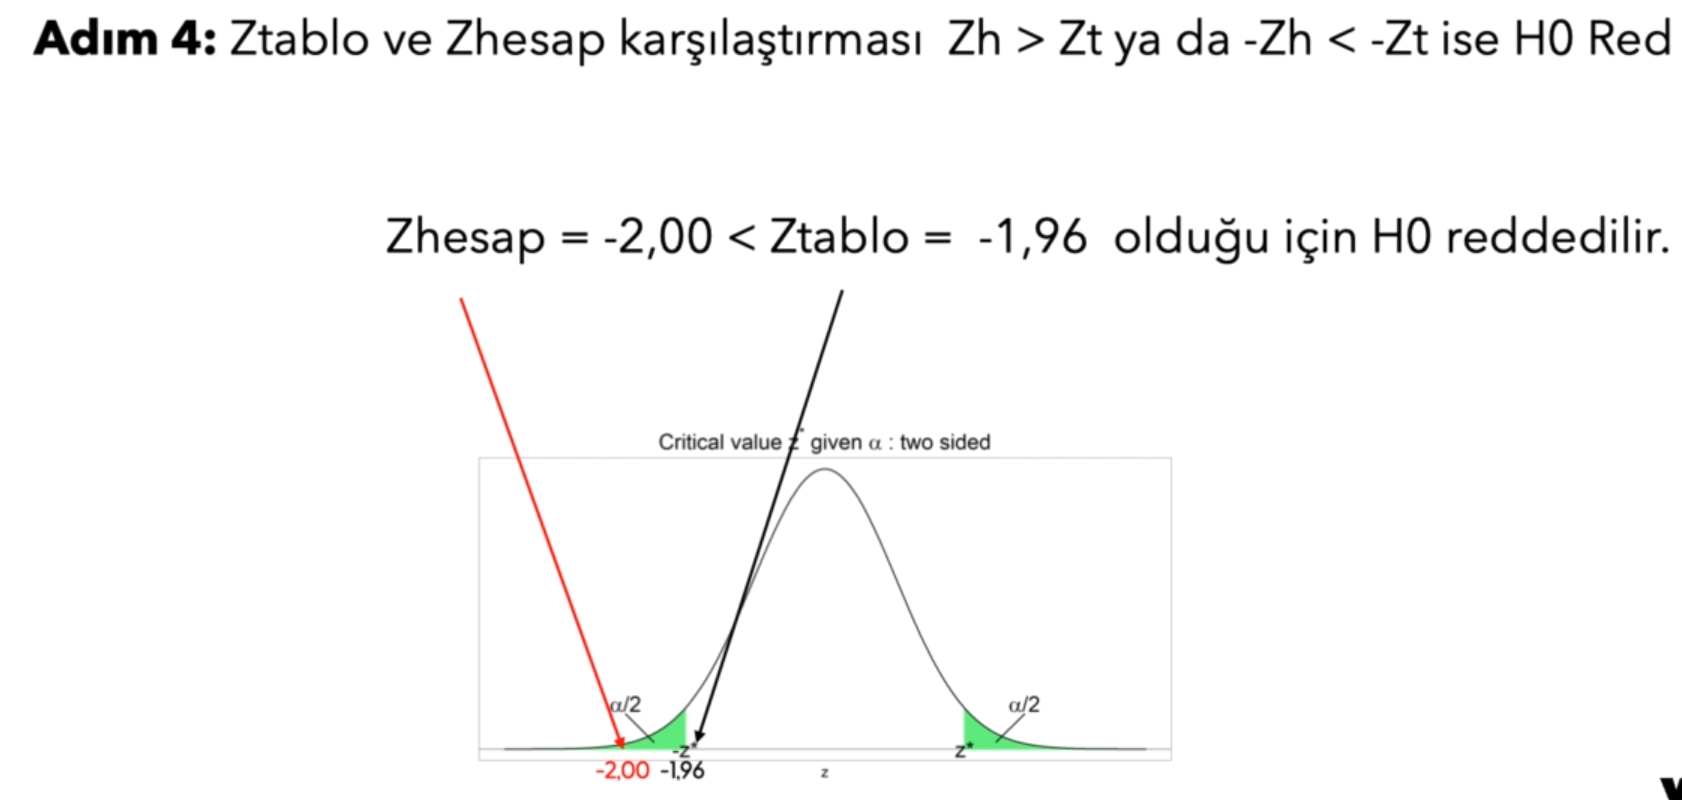 Adım 4: Ztablo ve Zhesap karşılaştırması Zh > Zt ya da -Zh < -Zt ise H0 Red
Zhesap = -2,00 < Ztablo = -1,96 olduğu için H0 reddedilir.
Critical value z* given α : two sided
α/2
α/2
-z*
z*
-2,00 -1,96
z